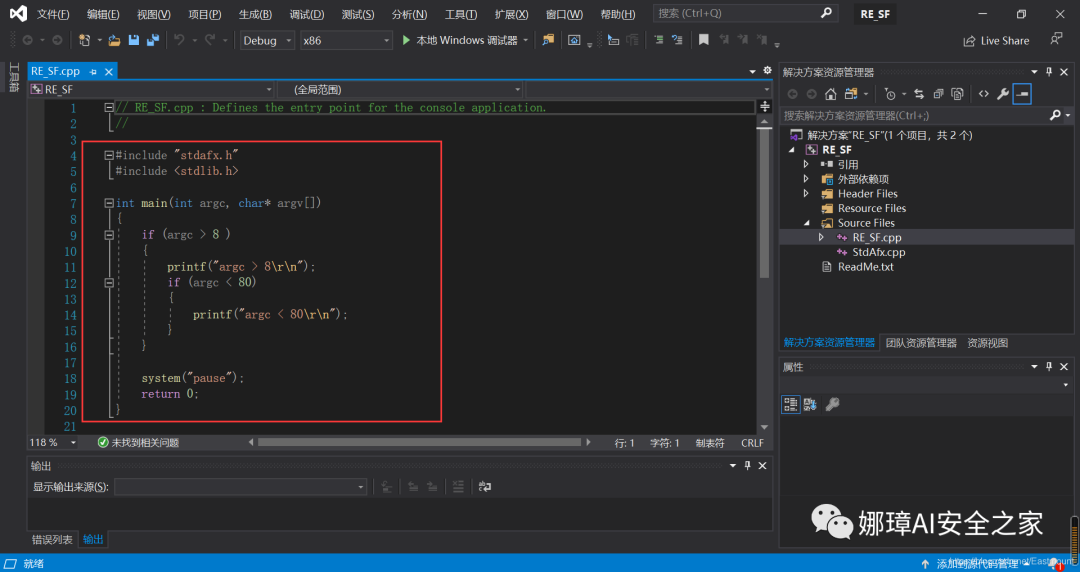 文件(F) 编辑(E) 视图(V) 项目(P) 生成(B) 调试(D) 测试(S) 分析(N) 工具(T) 扩展(X) 窗口(W) 帮助(H) 搜索 (Ctrl+Q) RE_SF
Debug x86 本地 Windows 调试器 Live Share
工具箱
RE_SF.cpp
RE_SF (全局范围)
1 // RE_SF.cpp : Defines the entry point for the console application.
2 //
3
4 #include "stdafx.h"
5 #include <stdlib.h>
6
7 int main(int argc, char* argv[])
8 {
9 if (argc > 8 )
10 {
11 printf("argc > 8\r\n");
12 if (argc < 80)
13 {
14 printf("argc < 80\r\n");
15 }
16 }
17
18 system("pause");
19 return 0;
20 }
21
118 % 未找到相关问题 行: 1 字符: 1 制表符 CRLF
输出
显示输出来源(S):
错误列表 输出
解决方案资源管理器
搜索解决方案资源管理器(Ctrl+;)
解决方案"RE_SF"(1 个项目，共 2 个)
RE_SF
引用
外部依赖项
Header Files
Resource Files
Source Files
RE_SF.cpp
StdAfx.cpp
ReadMe.txt
解决方案资源管理器 团队资源管理器 资源视图
属性
娜璋AI安全之家
就绪 添加到源代码管理 1